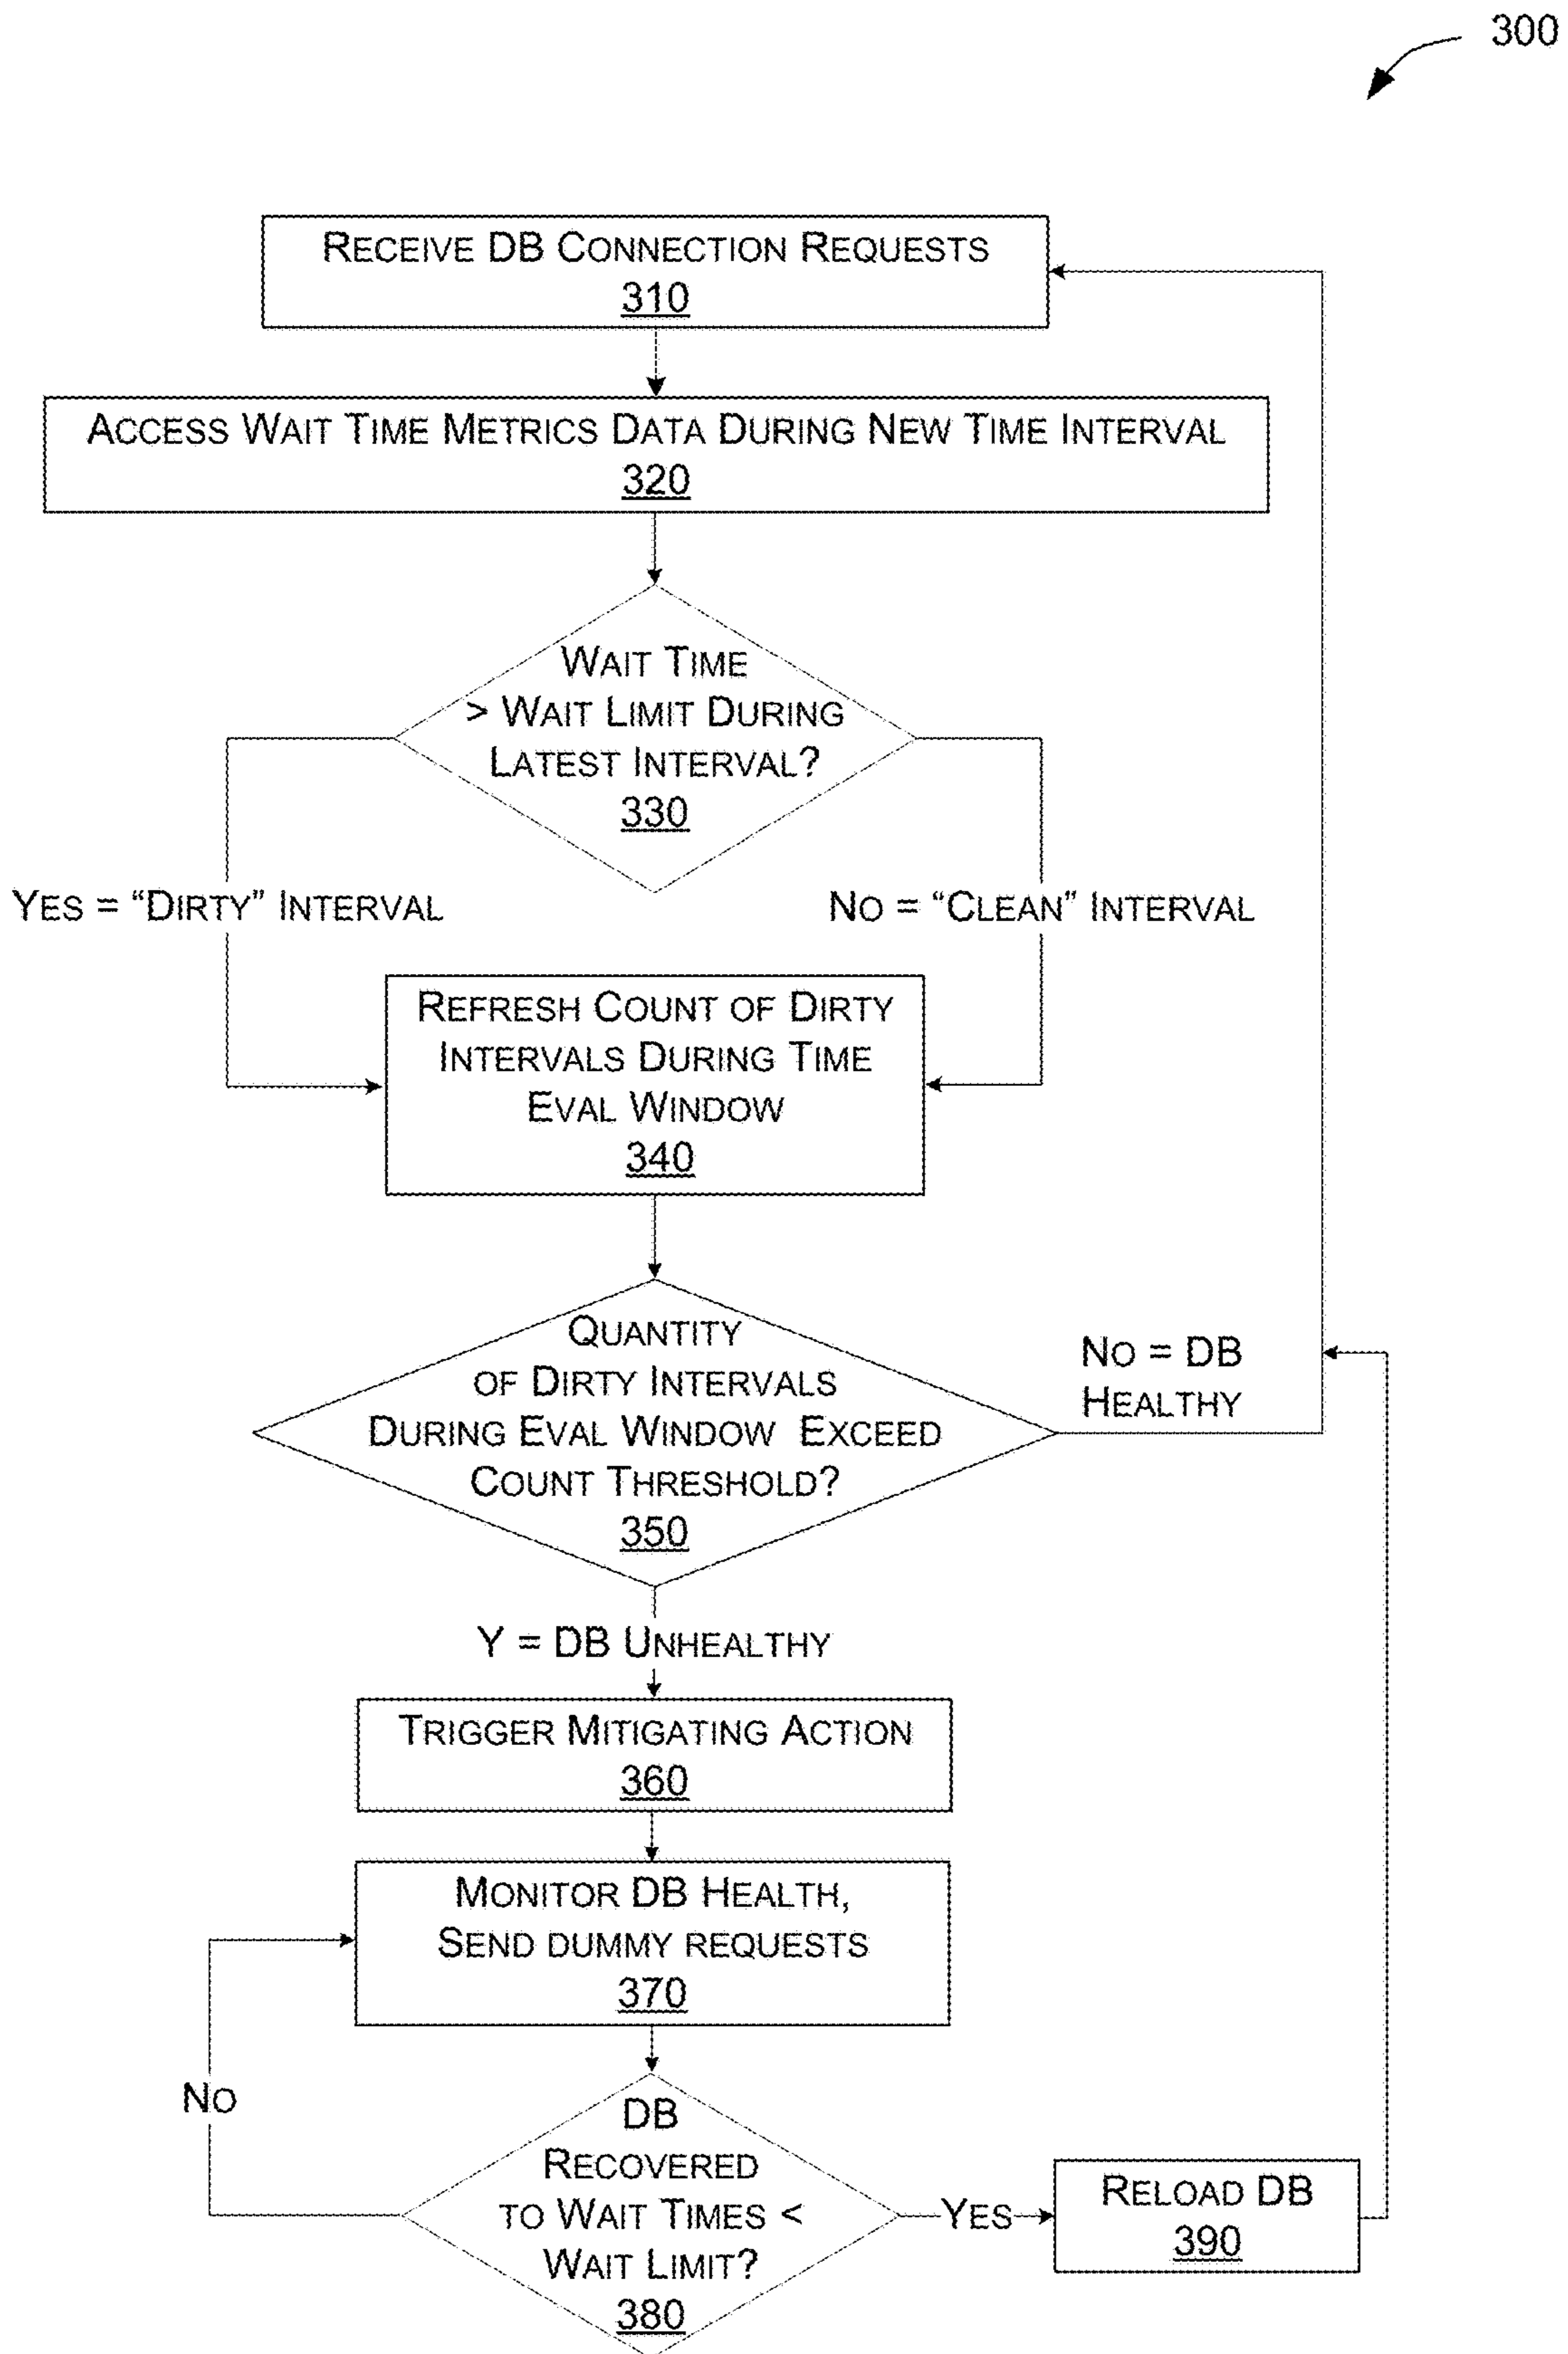 300
RECEIVE DB CONNECTION REQUESTS
310
ACCESS WAIT TIME METRICS DATA DURING NEW TIME INTERVAL
320
WAIT TIME
> WAIT LIMIT DURING
LATEST INTERVAL?
330
YES = “DIRTY” INTERVAL
NO = “CLEAN” INTERVAL
REFRESH COUNT OF DIRTY
INTERVALS DURING TIME
EVAL WINDOW
340
QUANTITY
OF DIRTY INTERVALS
DURING EVAL WINDOW EXCEED
COUNT THRESHOLD?
350
NO = DB
HEALTHY
Y = DB UNHEALTHY
TRIGGER MITIGATING ACTION
360
MONITOR DB HEALTH,
SEND DUMMY REQUESTS
370
NO
DB
RECOVERED
TO WAIT TIMES <
WAIT LIMIT?
380
YES
RELOAD DB
390